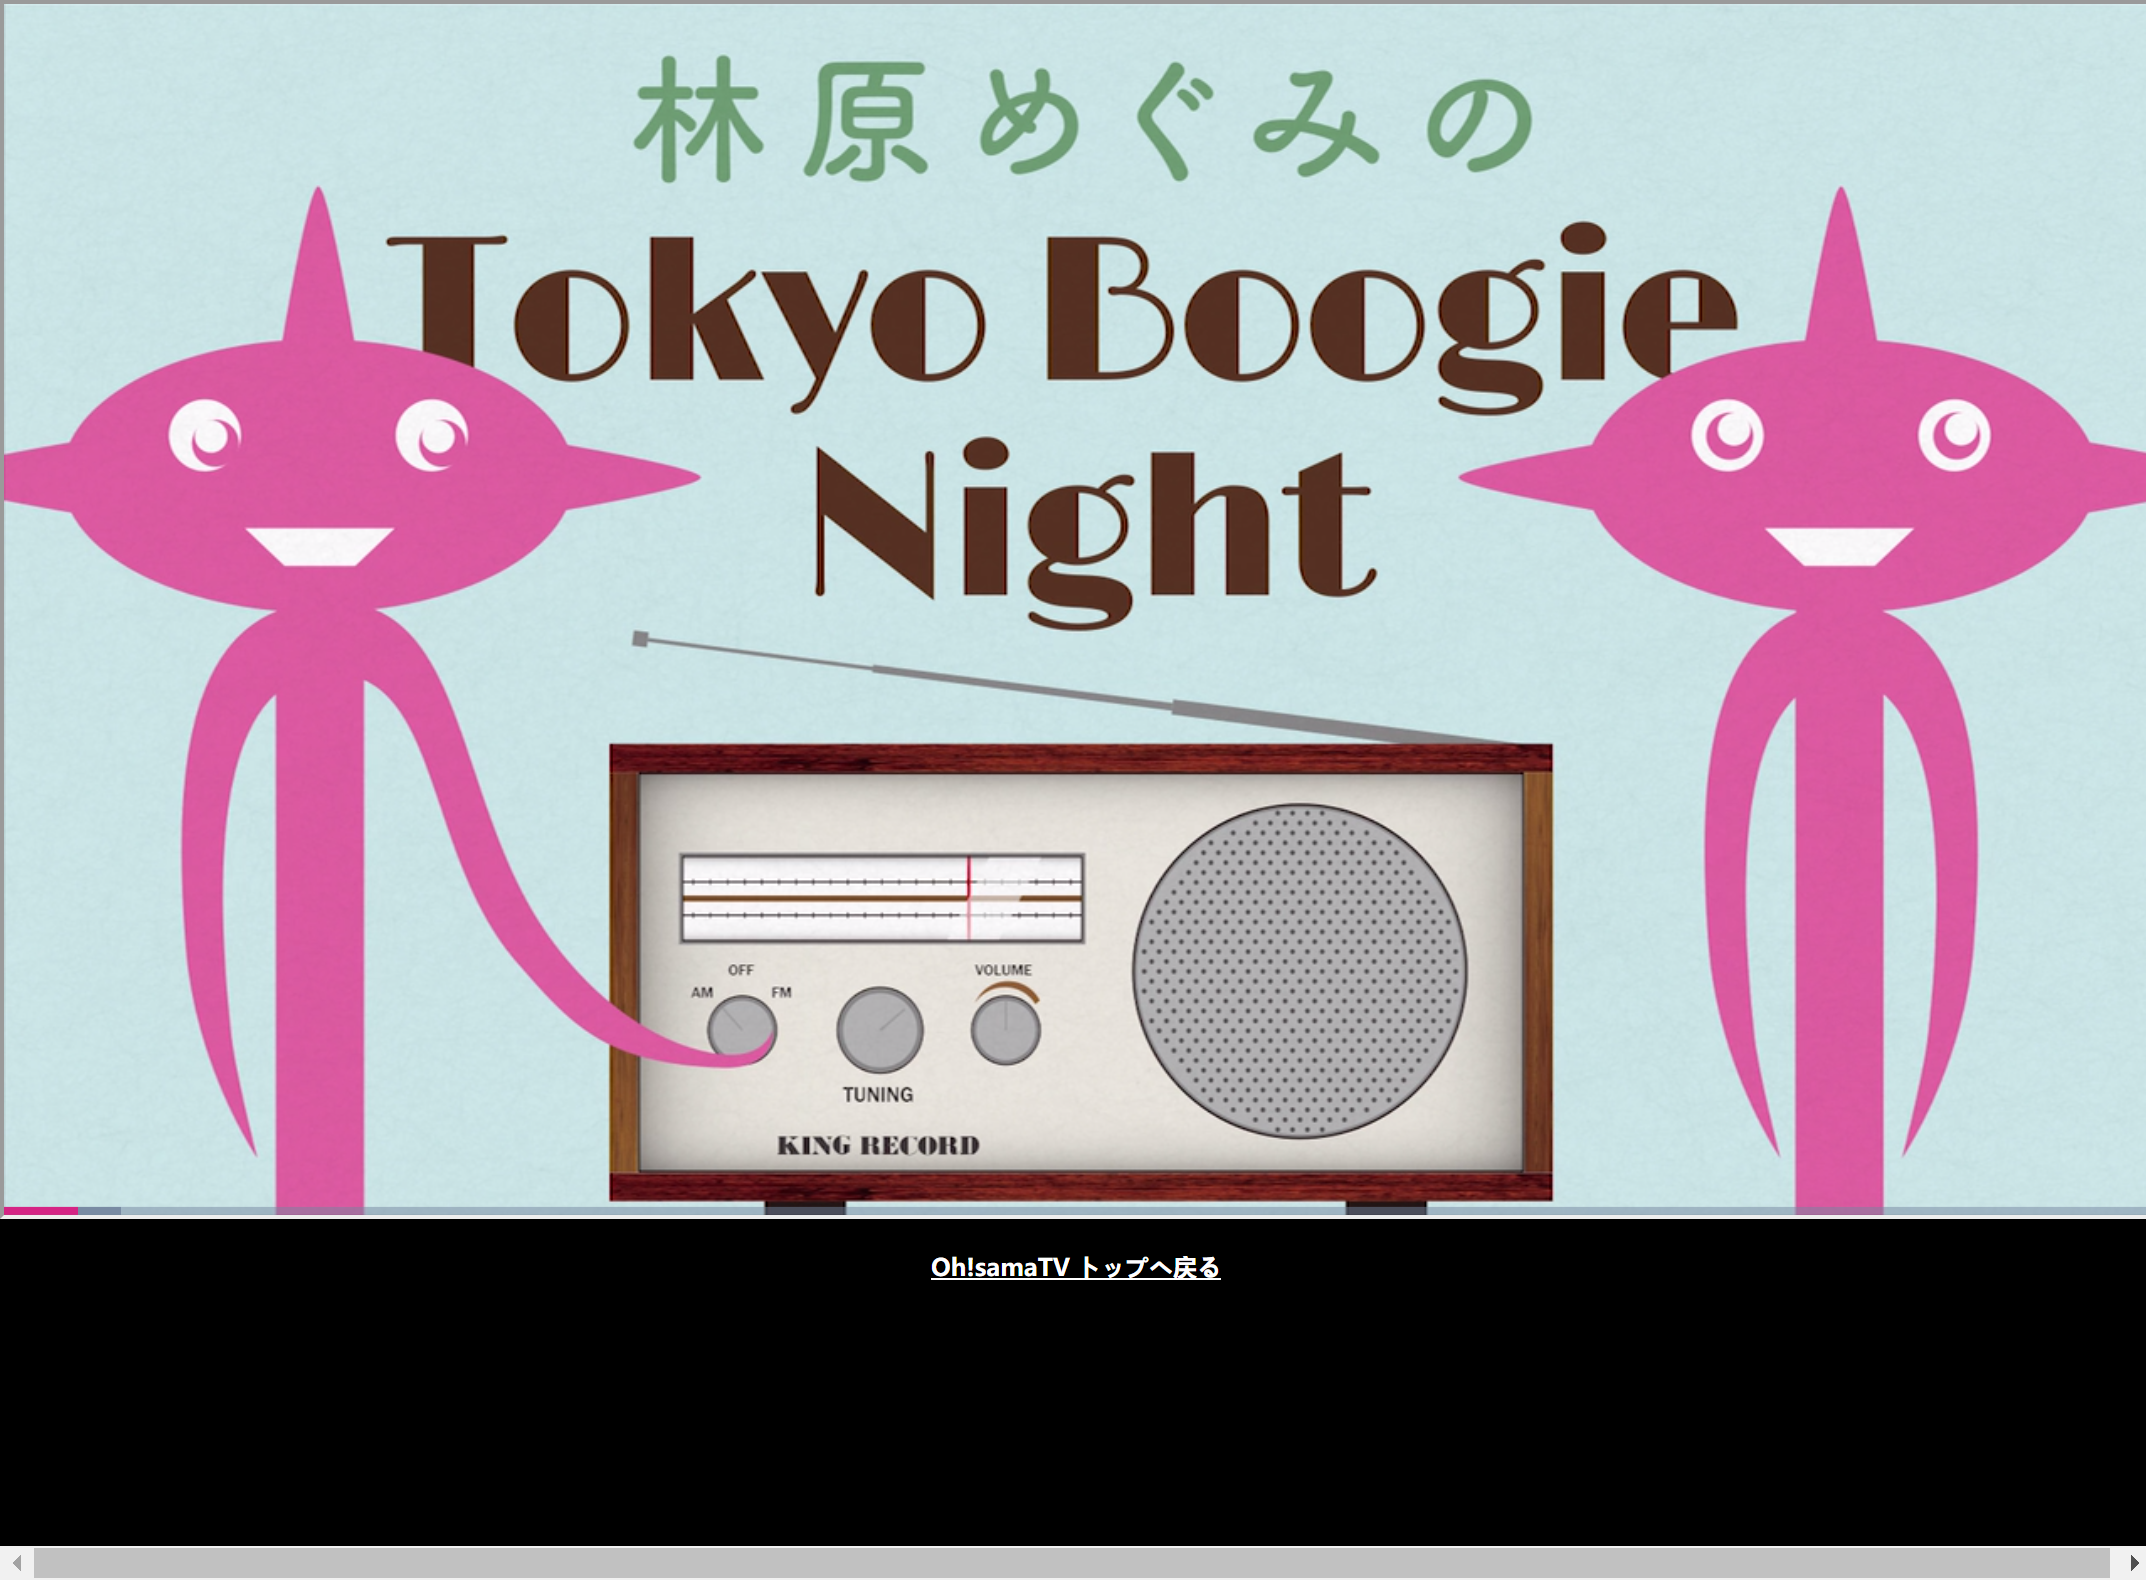 林原めぐみの
Tokyo Boogie
Night
OFF
AM
FM
VOLUME
TUNING
KING RECORD
Oh!samaTV トップへ戻る